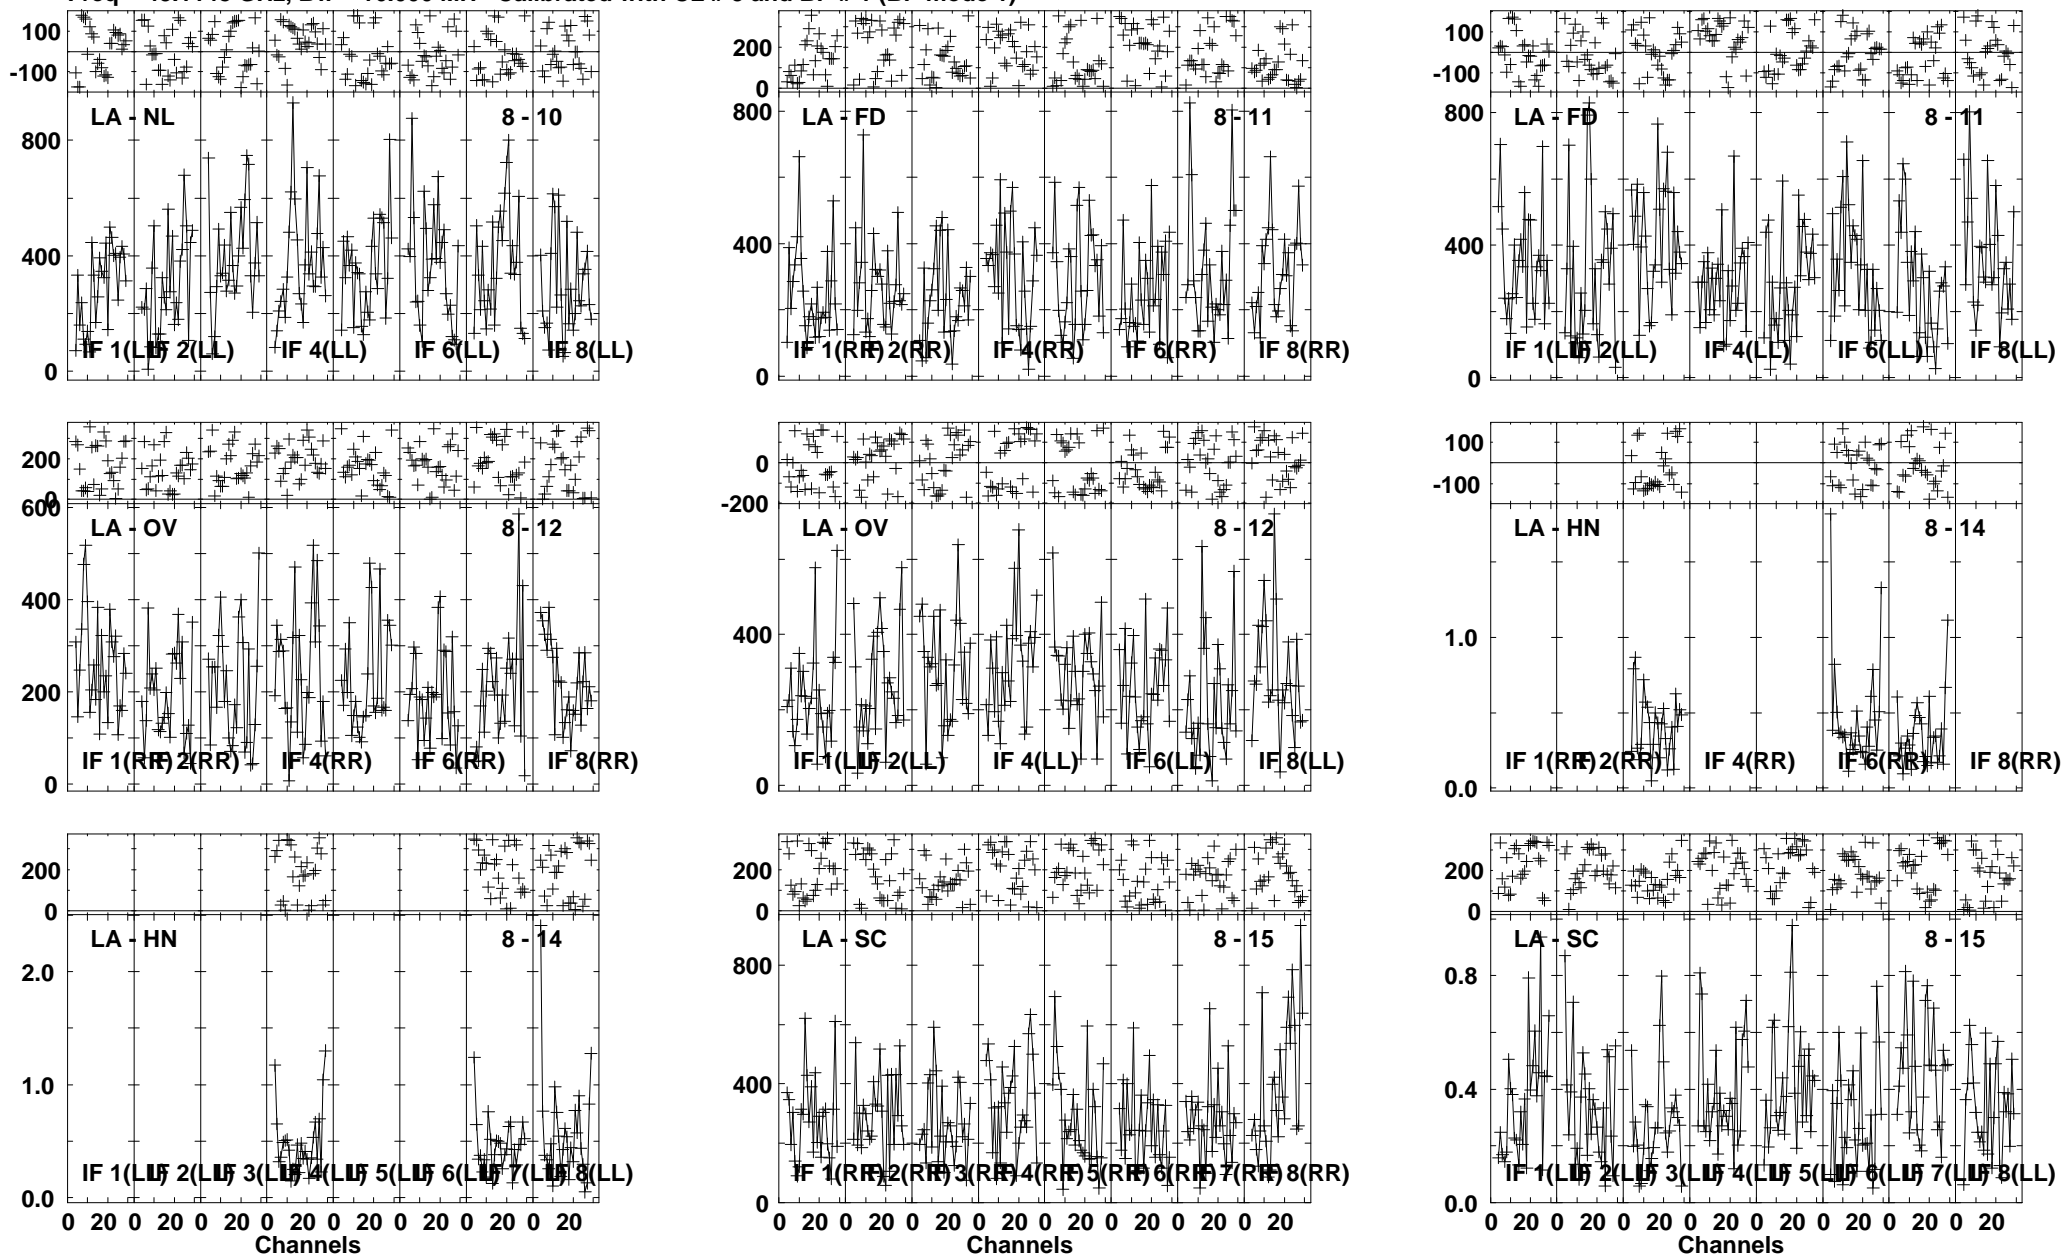 100
-100
LA - NL 8 - 10
800
400
0
IF 1(LL) IF 2(LL) IF 4(LL) IF 6(LL) IF 8(LL)
200
0
LA - FD 8 - 11
800
400
0
IF 1(RR) IF 2(RR) IF 4(RR) IF 6(RR) IF 8(RR)
100
-100
LA - FD 8 - 11
800
400
0
IF 1(LL) IF 2(LL) IF 4(LL) IF 6(LL) IF 8(LL)
200
0
600
LA - OV 8 - 12
400
200
0
IF 1(RR) IF 2(RR) IF 4(RR) IF 6(RR) IF 8(RR)
0
-200
LA - OV 8 - 12
400
0
IF 1(LL) IF 2(LL) IF 4(LL) IF 6(LL) IF 8(LL)
100
-100
LA - HN 8 - 14
1.0
0.0
IF 1(RR) IF 2(RR) IF 4(RR) IF 6(RR) IF 8(RR)
200
0
LA - HN 8 - 14
2.0
1.0
0.0
IF 1(LL) IF 2(LL) IF 3(LL) IF 4(LL) IF 5(LL) IF 6(LL) IF 7(LL) IF 8(LL)
0 20 0 20 0 20 0 20 0 20 0 20 0 20 0 20
Channels
200
0
LA - SC 8 - 15
800
400
0
IF 1(RR) IF 2(RR) IF 3(RR) IF 4(RR) IF 5(RR) IF 6(RR) IF 7(RR) IF 8(RR)
0 20 0 20 0 20 0 20 0 20 0 20 0 20 0 20
Channels
200
0
LA - SC 8 - 15
0.8
0.4
0.0
IF 1(LL) IF 2(LL) IF 3(LL) IF 4(LL) IF 5(LL) IF 6(LL) IF 7(LL) IF 8(LL)
0 20 0 20 0 20 0 20 0 20 0 20 0 20 0 20
Channels